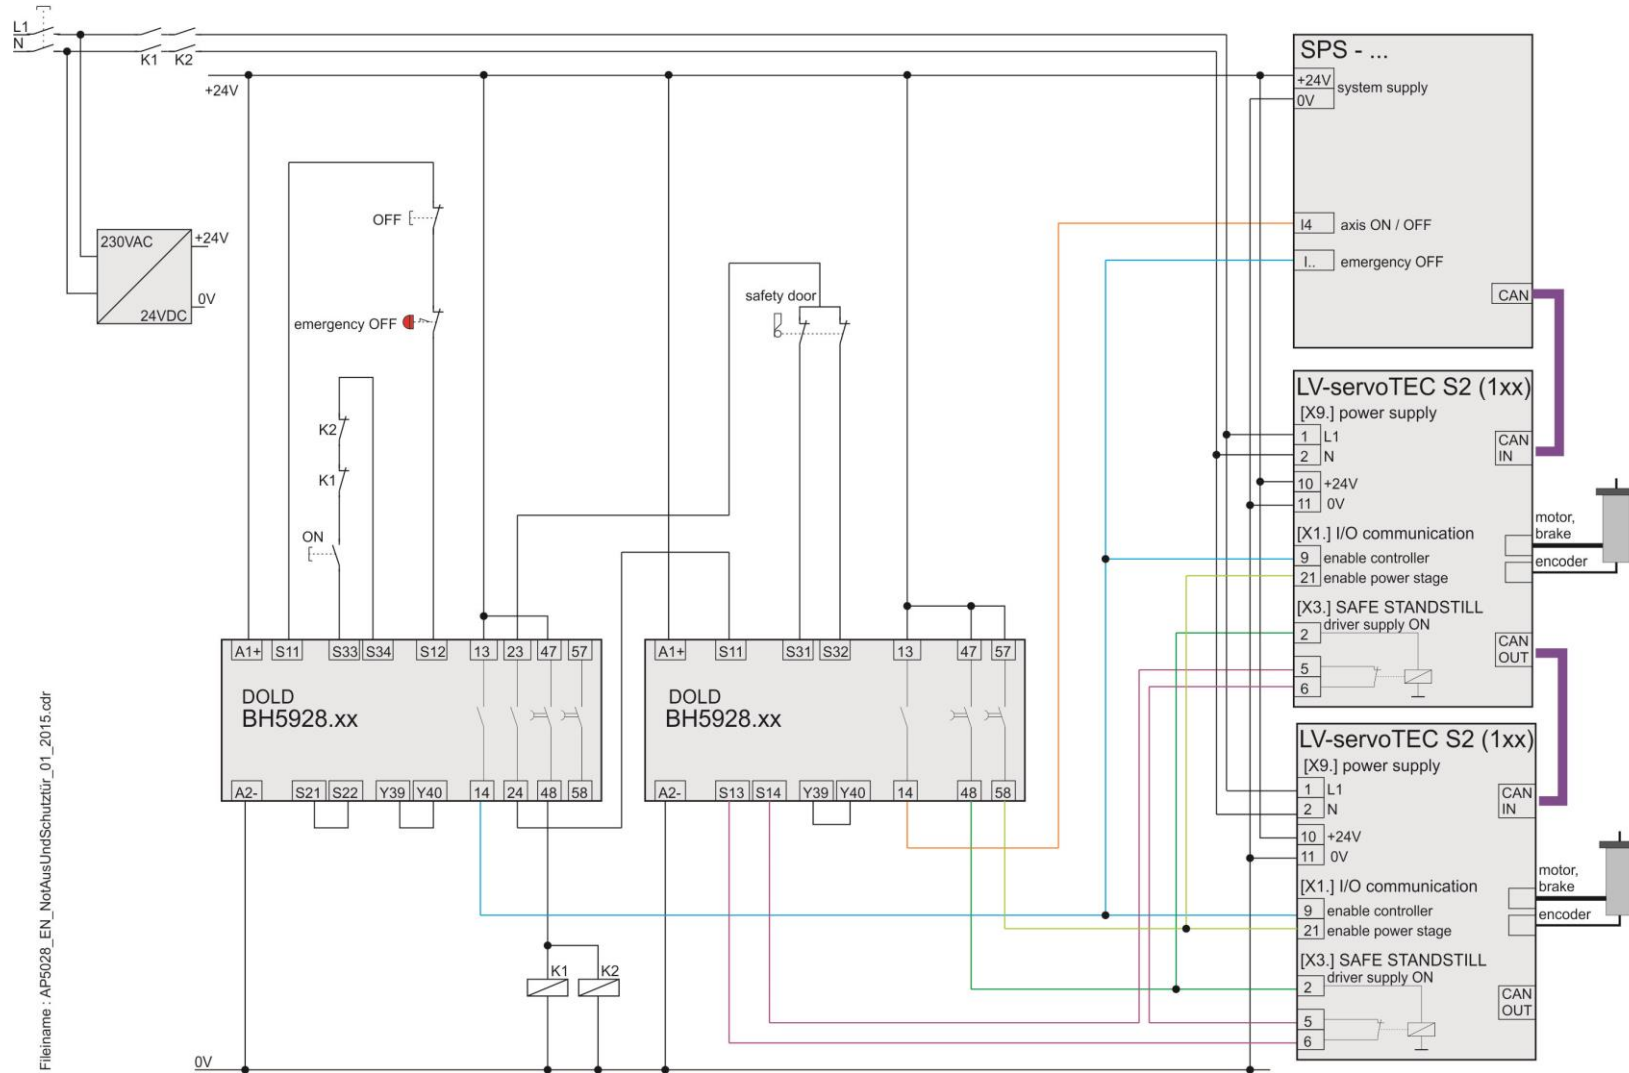 L1
N
K1 K2
+24V
230VAC
24VDC
+24V
0V
OFF
emergency OFF
K2
K1
ON
safety door
A1+ S11 S33 S34 S12 13 23 47 57
DOLD
BH5928.xx
A2- S21 S22 Y39 Y40 14 24 48 58
A1+ S11 S31 S32 13 47 57
DOLD
BH5928.xx
A2- S13 S14 Y39 Y40 14 48 58
K1 K2
0V
SPS - ...
+24V system supply
0V
I4 axis ON / OFF
I.. emergency OFF
CAN
LV-servoTEC S2 (1xx)
[X9.] power supply
1 L1
2 N
CAN
IN
10 +24V
11 0V
[X1.] I/O communication
9 enable controller
21 enable power stage
motor,
brake
encoder
[X3.] SAFE STANDSTILL
driver supply ON
2
5
6
CAN
OUT
LV-servoTEC S2 (1xx)
[X9.] power supply
1 L1
2 N
CAN
IN
10 +24V
11 0V
[X1.] I/O communication
9 enable controller
21 enable power stage
motor,
brake
encoder
[X3.] SAFE STANDSTILL
driver supply ON
2
5
6
CAN
OUT
Fileiname : AP5028_EN_NotAusUndSchutztür_01_2015.cdr